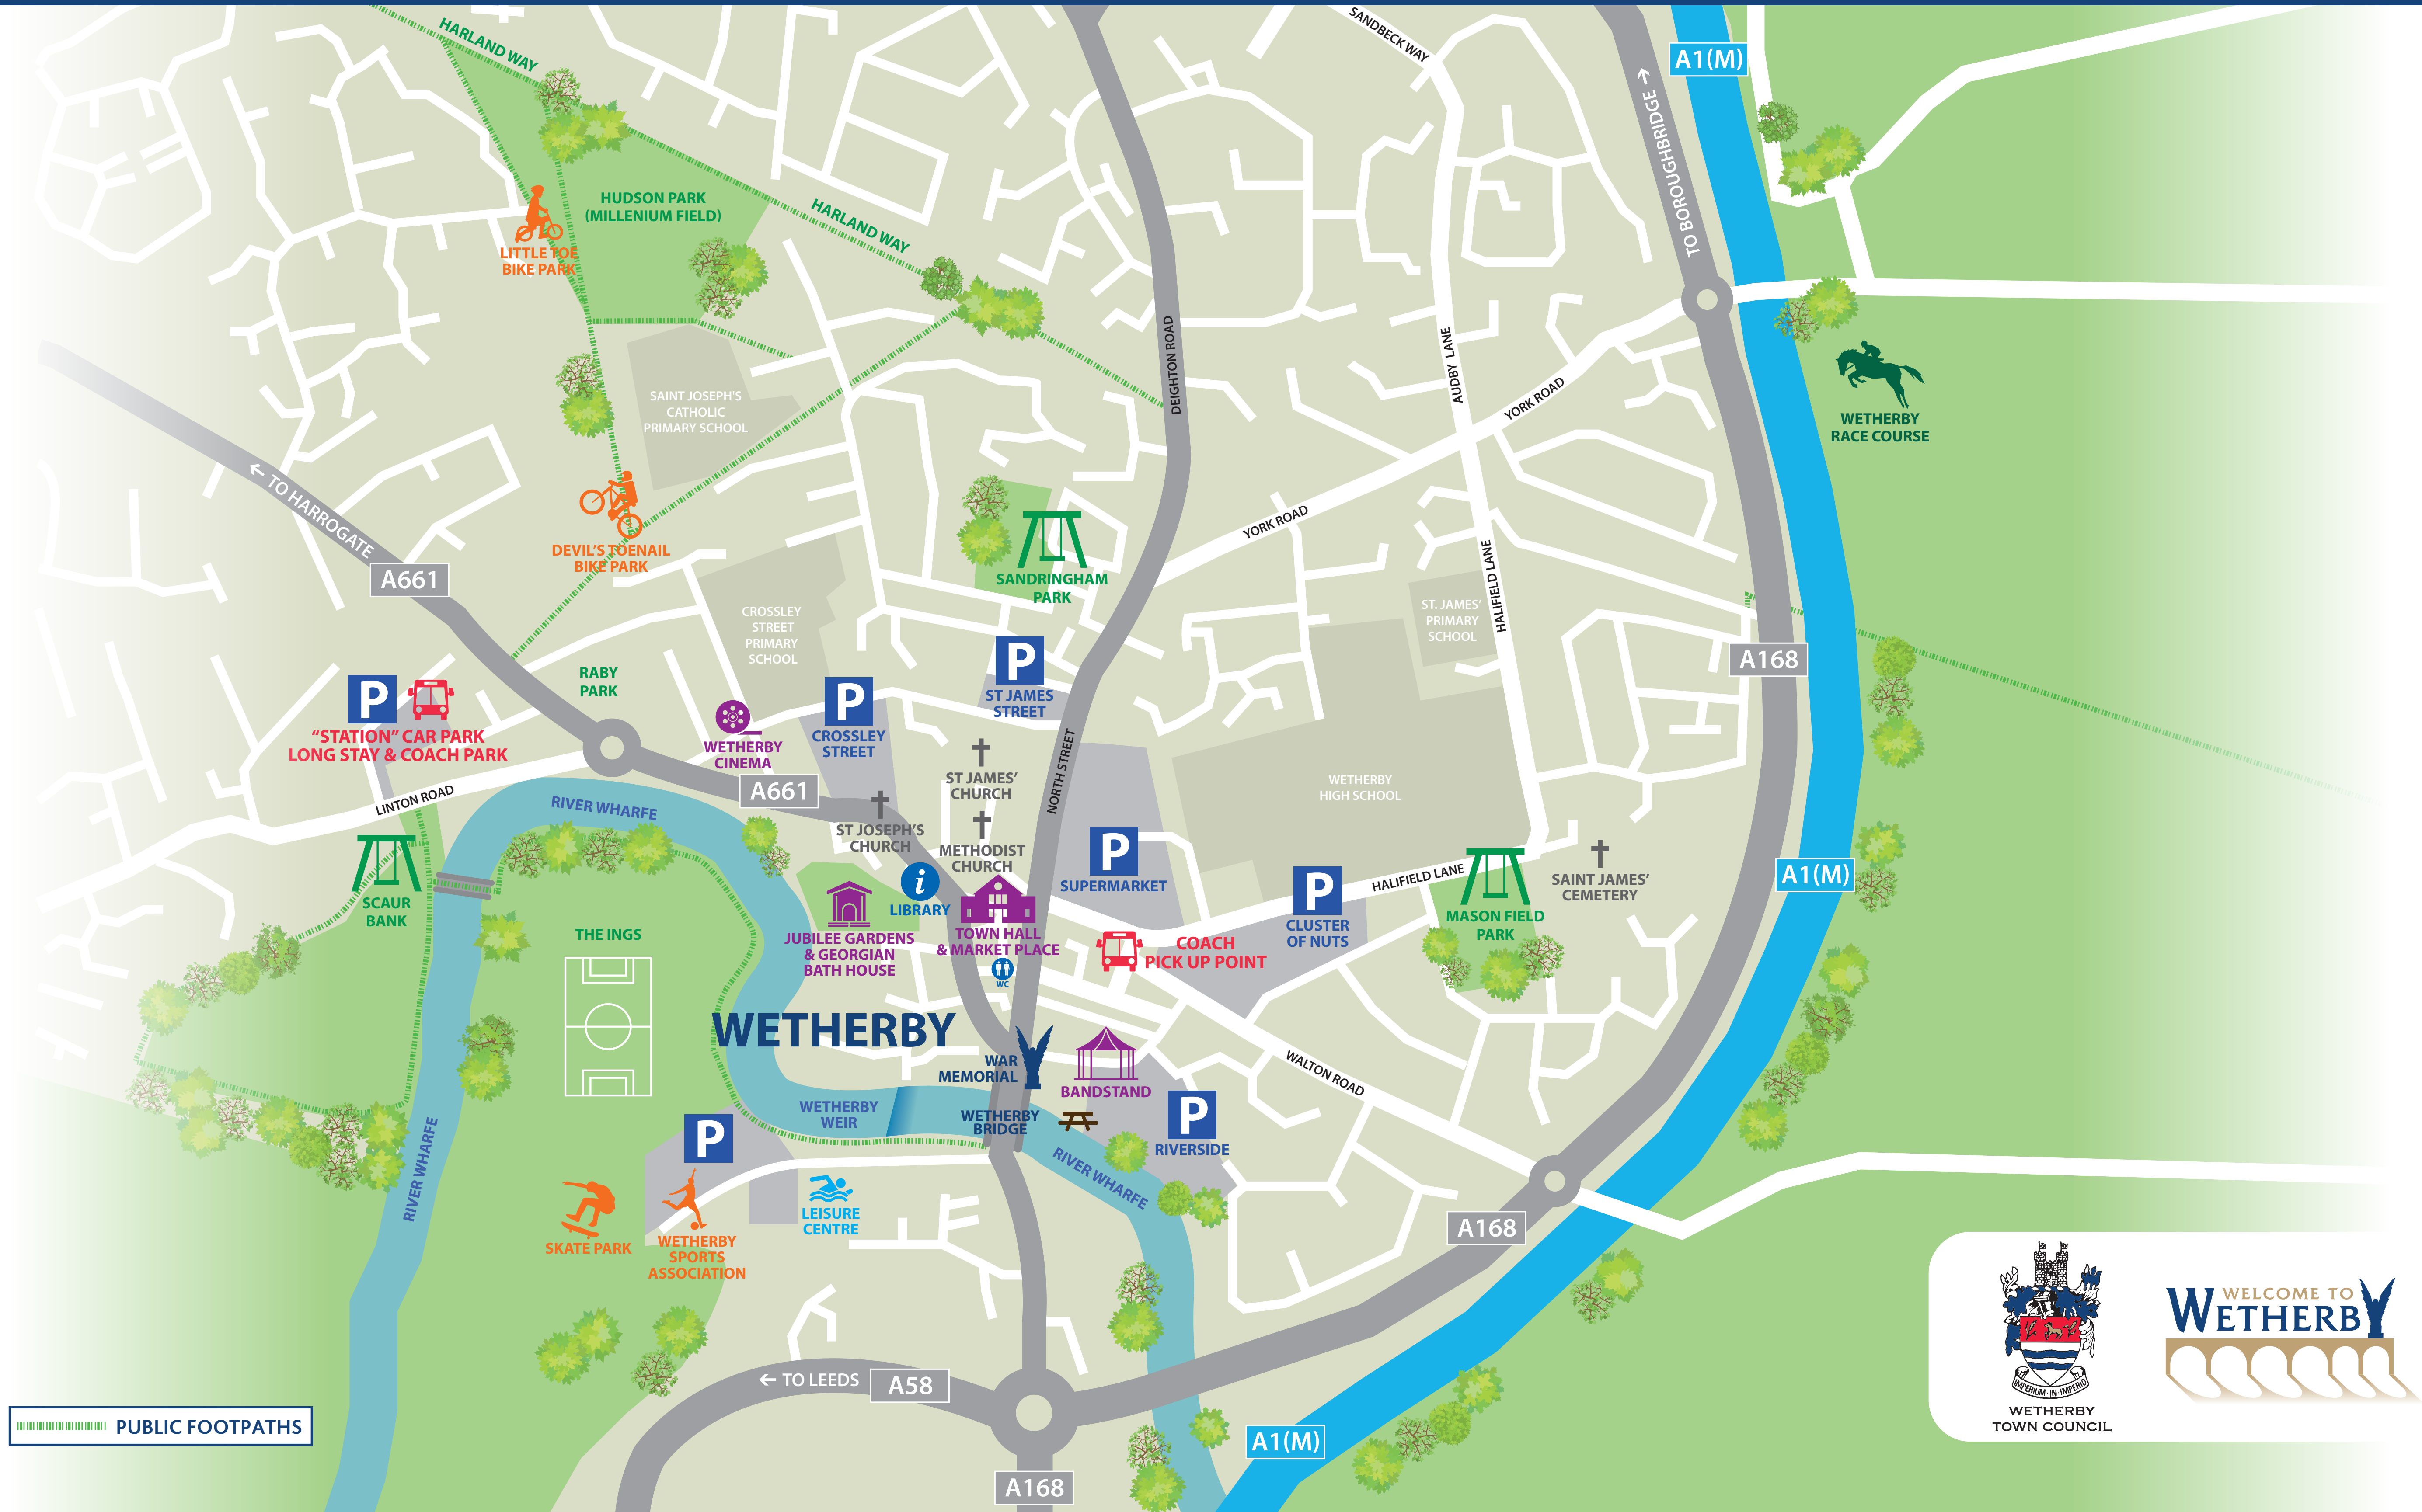 HARLAND WAY
SANDBECK WAY
A1(M)
← TO BOROUGHBRIDGE
HUDSON PARK
(MILLENIUM FIELD)
HARLAND WAY
LITTLE TOE
BIKE PARK
DEIGHTON ROAD
AUDBY LANE
YORK ROAD
WETHERBY
RACE COURSE
SAINT JOSEPH'S
CATHOLIC
PRIMARY SCHOOL
← TO HARROGATE
A661
DEVIL'S TOENAIL
BIKE PARK
YORK ROAD
SANDRINGHAM
PARK
HALIFIELD LANE
CROSSLEY
STREET
PRIMARY
SCHOOL
ST. JAMES'
PRIMARY
SCHOOL
A168
RABY
PARK
P
"STATION" CAR PARK
LONG STAY & COACH PARK
P
ST JAMES
STREET
P
CROSSLEY
STREET
WETHERBY
CINEMA
A661
ST JAMES'
CHURCH
NORTH STREET
WETHERBY
HIGH SCHOOL
LINTON ROAD
RIVER WHARFE
ST JOSEPH'S
CHURCH
METHODIST
CHURCH
P
SUPERMARKET
P
CLUSTER
OF NUTS
HALIFIELD LANE
MASON FIELD
PARK
SAINT JAMES'
CEMETERY
A1(M)
SCAUR
BANK
THE INGS
i
LIBRARY
JUBILEE GARDENS
& GEORGIAN
BATH HOUSE
TOWN HALL
& MARKET PLACE
WC
COACH
PICK UP POINT
WETHERBY
WAR
MEMORIAL
BANDSTAND
WALTON ROAD
WETHERBY
WEIR
WETHERBY
BRIDGE
P
RIVERSIDE
P
RIVER WHARFE
RIVER WHARFE
SKATE PARK
WETHERBY
SPORTS
ASSOCIATION
LEISURE
CENTRE
A168
← TO LEEDS
A58
A1(M)
A168
PUBLIC FOOTPATHS
IMPERIUM·IN·IMPERIO
WETHERBY
TOWN COUNCIL
WELCOME TO
WETHERBY